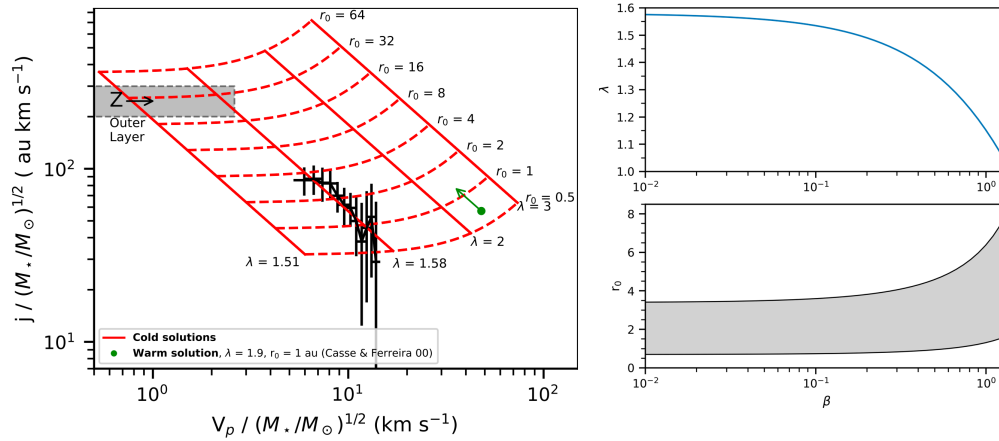 r₀ = 64
r₀ = 32
r₀ = 16
r₀ = 8
r₀ = 4
r₀ = 2
r₀ = 1
r₀ = 0.5
λ = 3
λ = 2
λ = 1.58
λ = 1.51
Z
Outer
Layer
10²
10¹
j / (M⋆/M⊙)^1/2 ( au km s⁻¹)
Cold solutions
Warm solution, λ = 1.9, r₀ = 1 au (Casse & Ferreira 00)
10⁰ 10¹ 10²
V_p / (M⋆/M⊙)^1/2 (km s⁻¹)
1.6
1.5
1.4
1.3
1.2
1.1
1.0
λ
10⁻² 10⁻¹ 10⁰
8
6
4
2
0
r₀
10⁻² 10⁻¹ 10⁰
β